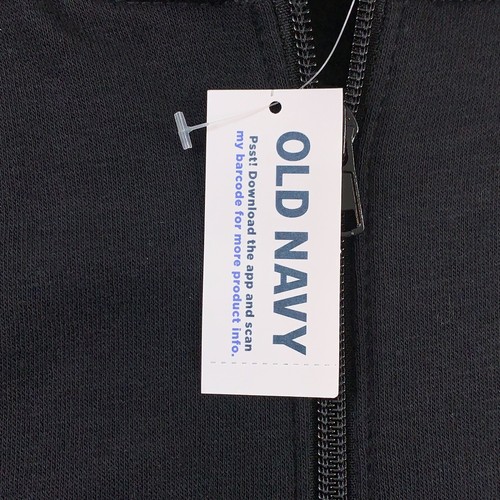 OLD NAVY
Psst! Download the app and scan
my barcode for more product info.